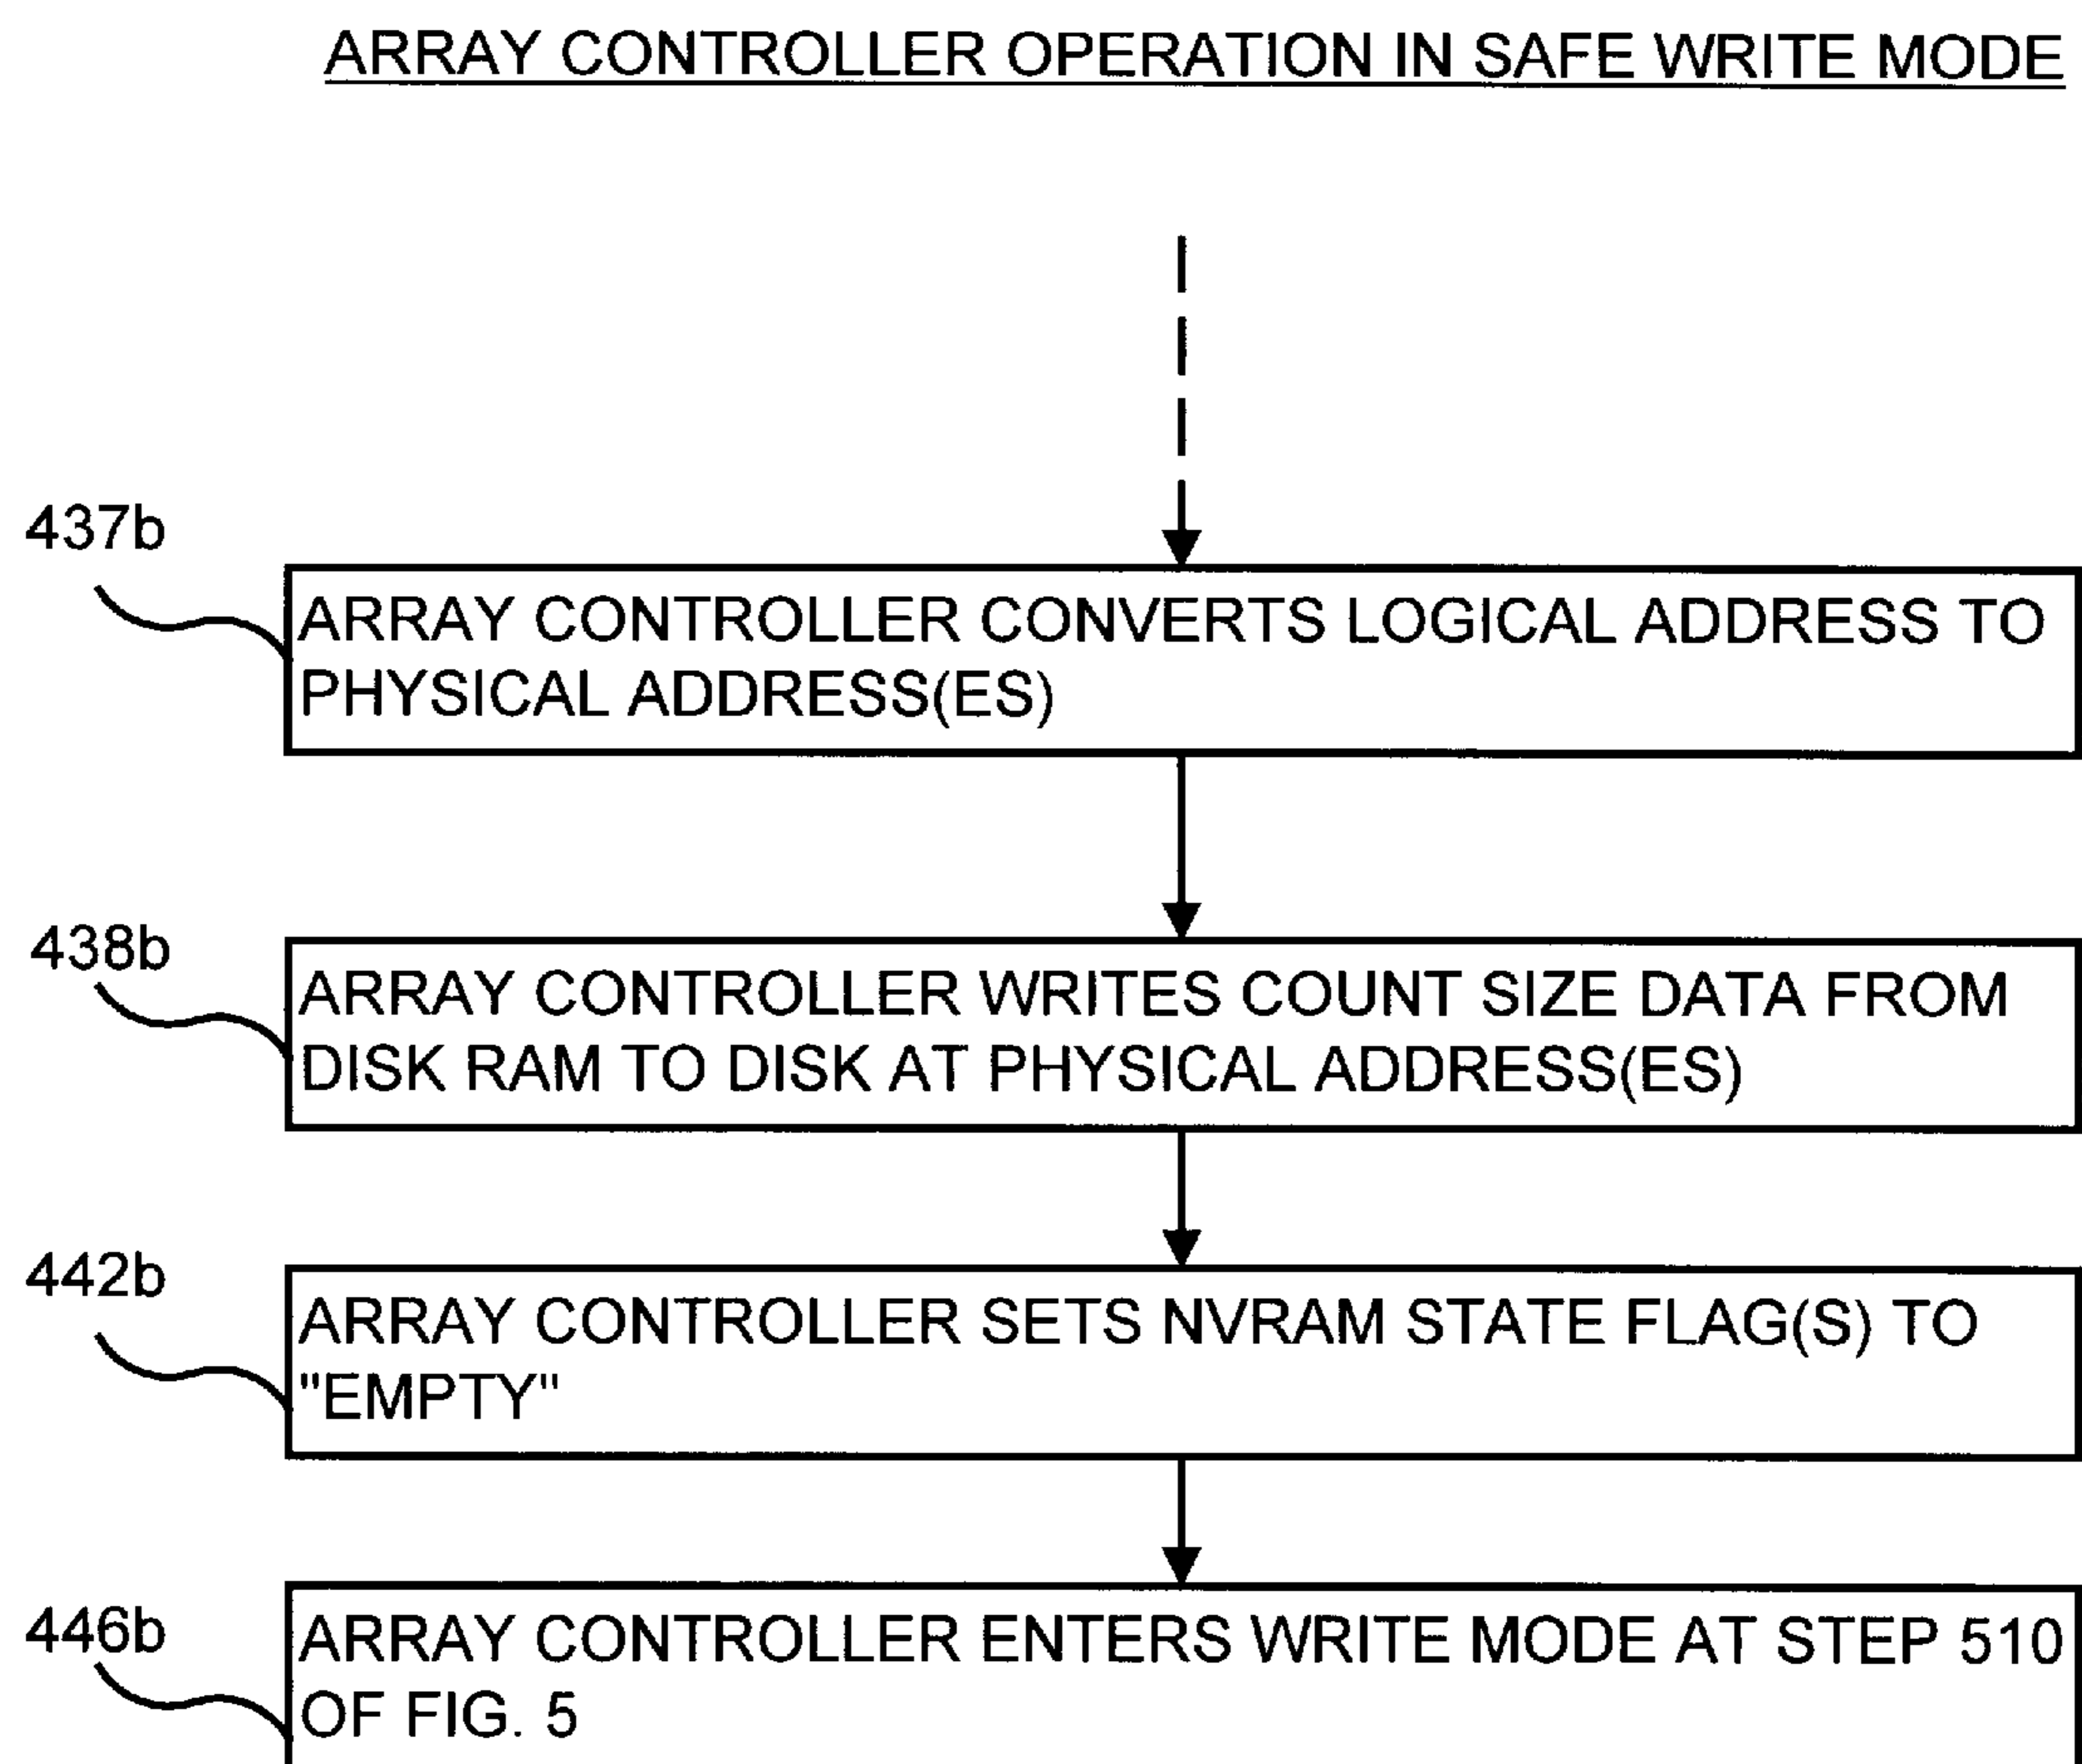 ARRAY CONTROLLER OPERATION IN SAFE WRITE MODE
437b
ARRAY CONTROLLER CONVERTS LOGICAL ADDRESS TO
PHYSICAL ADDRESS(ES)
438b
ARRAY CONTROLLER WRITES COUNT SIZE DATA FROM
DISK RAM TO DISK AT PHYSICAL ADDRESS(ES)
442b
ARRAY CONTROLLER SETS NVRAM STATE FLAG(S) TO
"EMPTY"
446b
ARRAY CONTROLLER ENTERS WRITE MODE AT STEP 510
OF FIG. 5